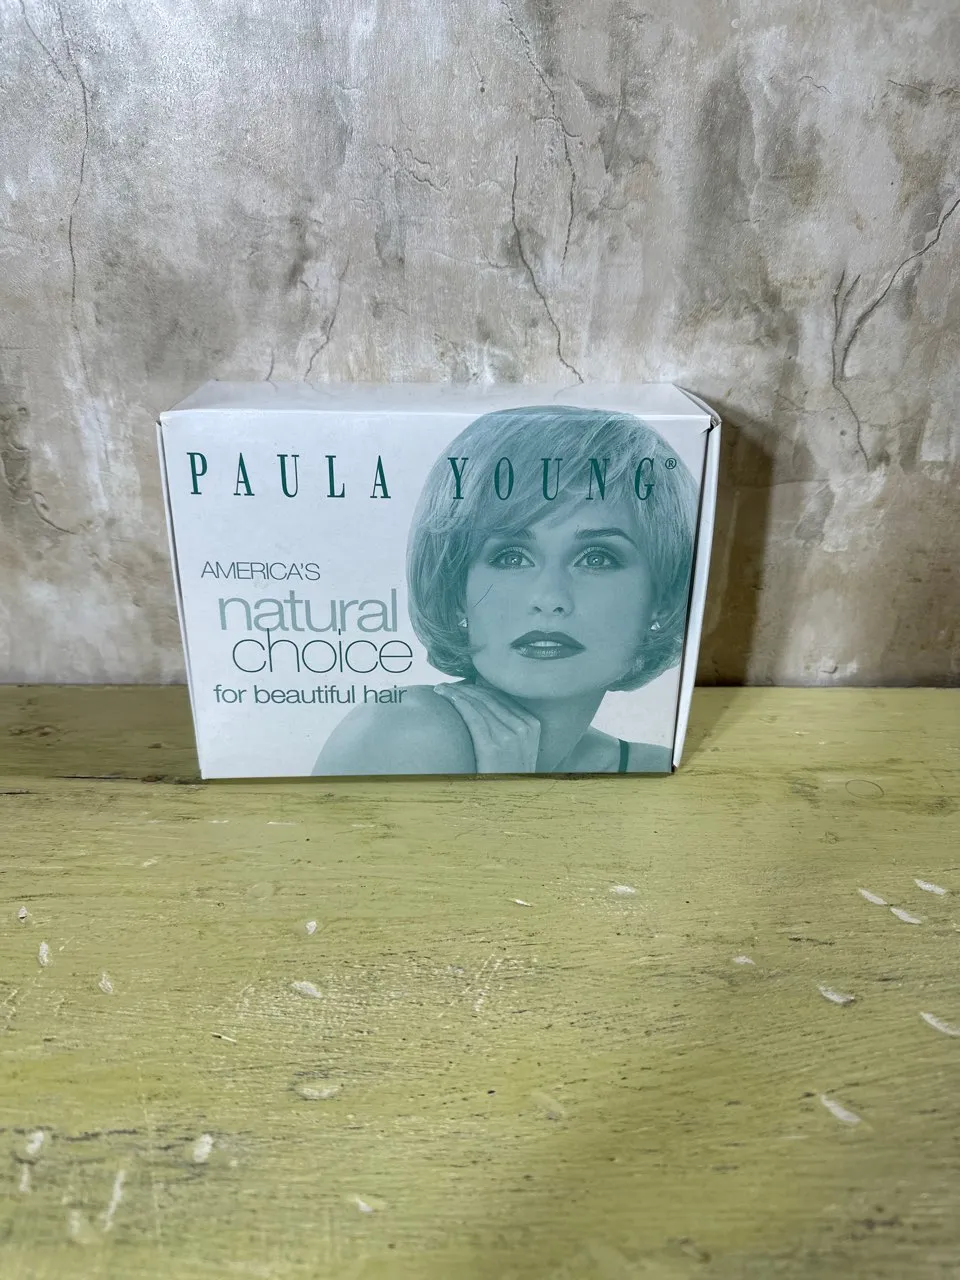 PAULA YOUNG®
AMERICA'S
natural
choice
for beautiful hair